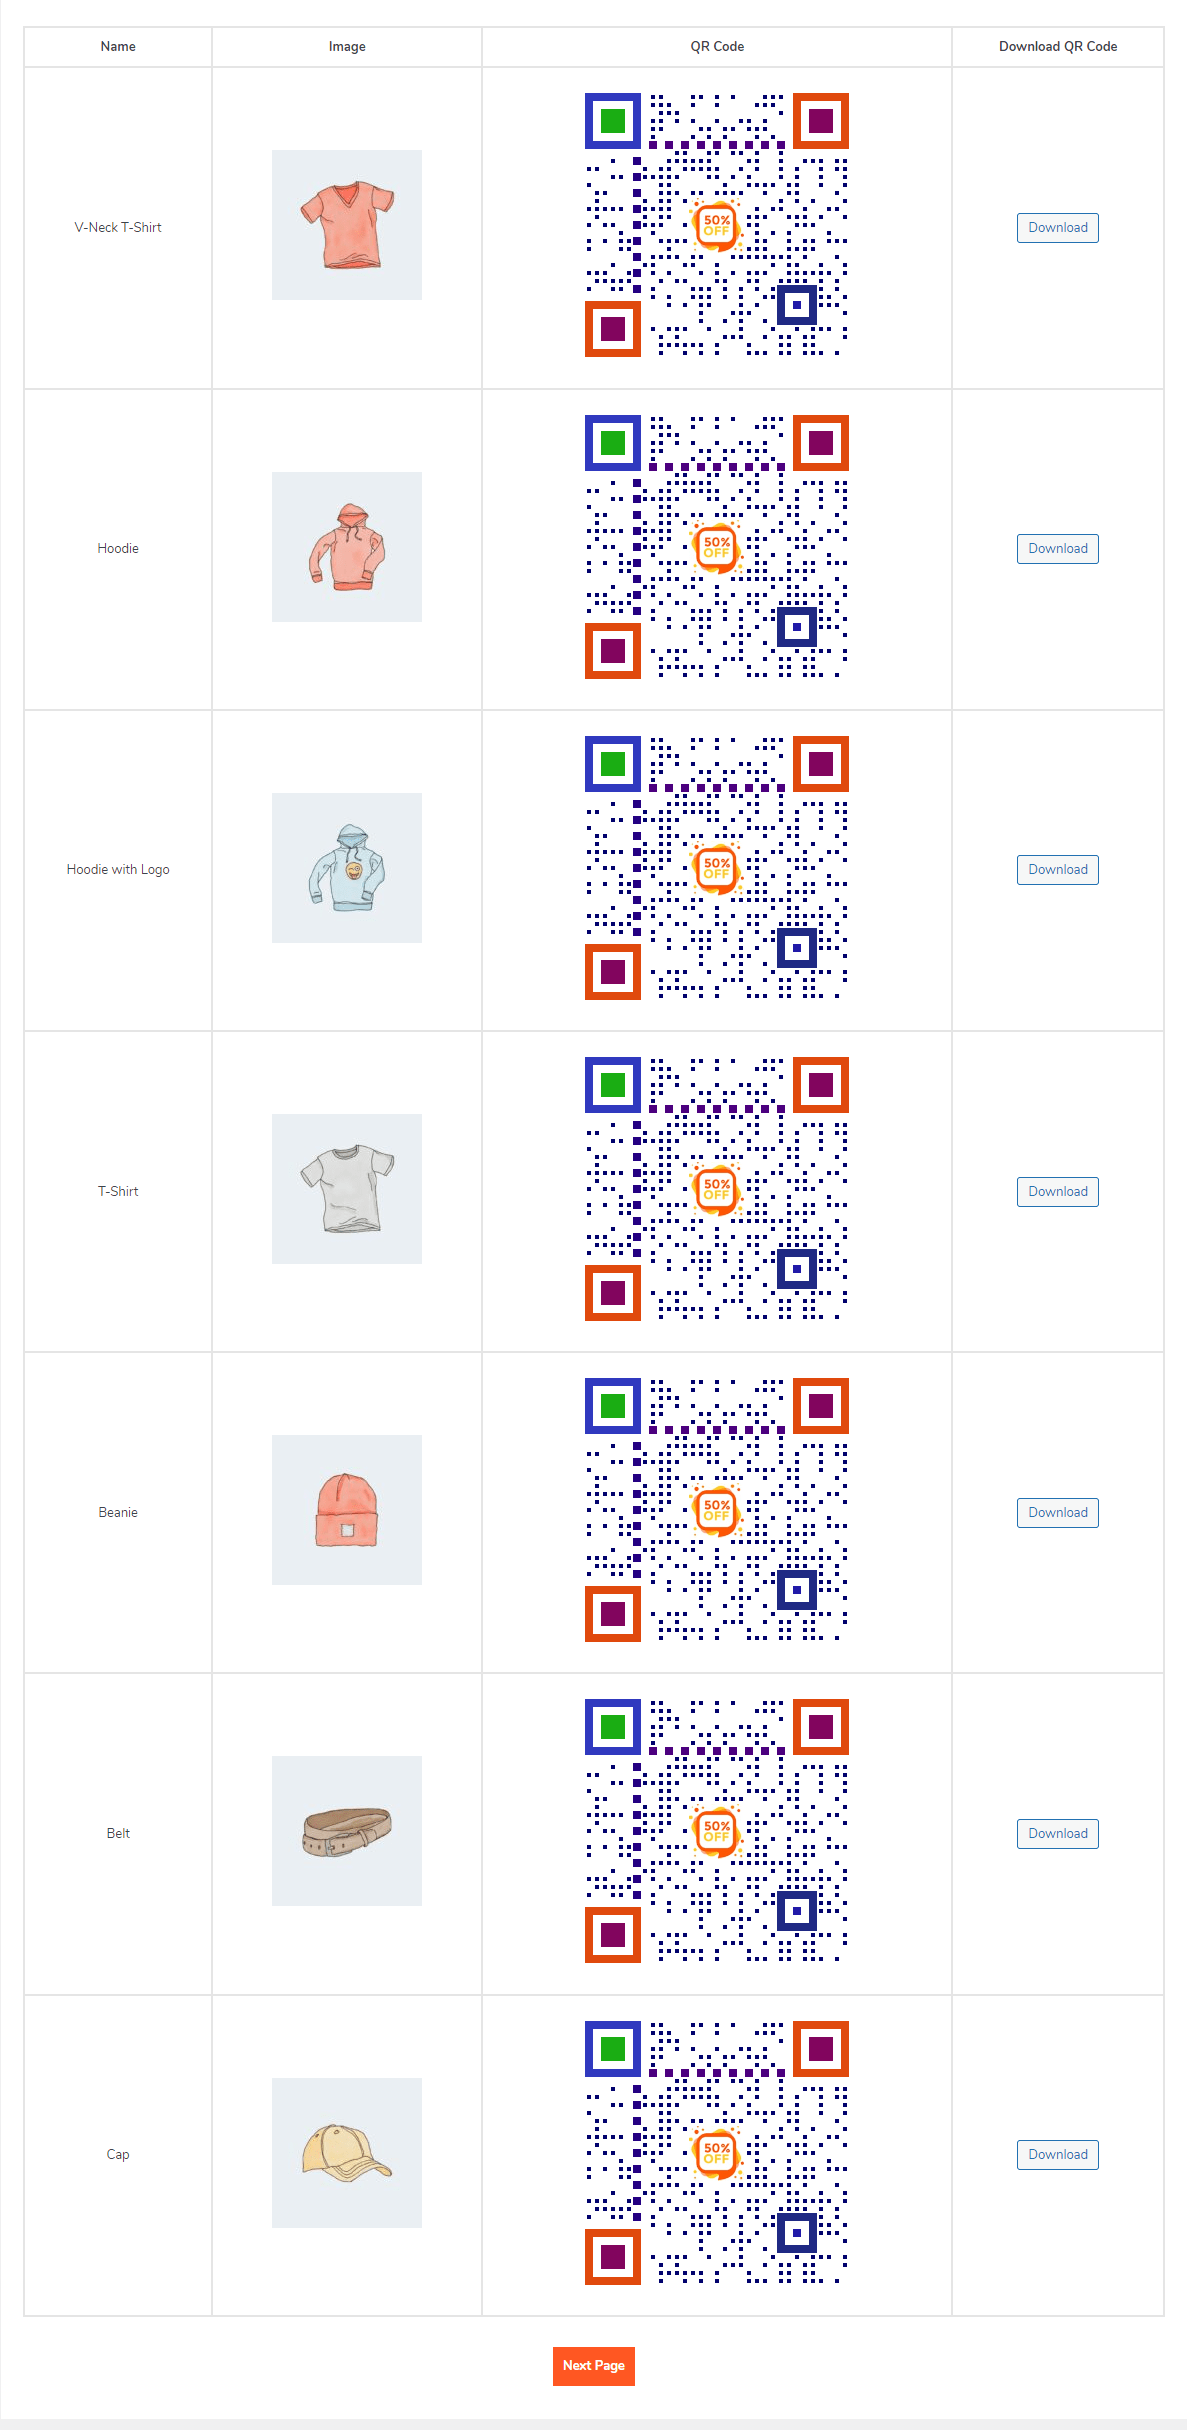 Name Image QR Code Download QR Code
V-Neck T-Shirt 50% OFF Download
Hoodie 50% OFF Download
Hoodie with Logo 50% OFF Download
T-Shirt 50% OFF Download
Beanie 50% OFF Download
Belt 50% OFF Download
Cap 50% OFF Download
Next Page